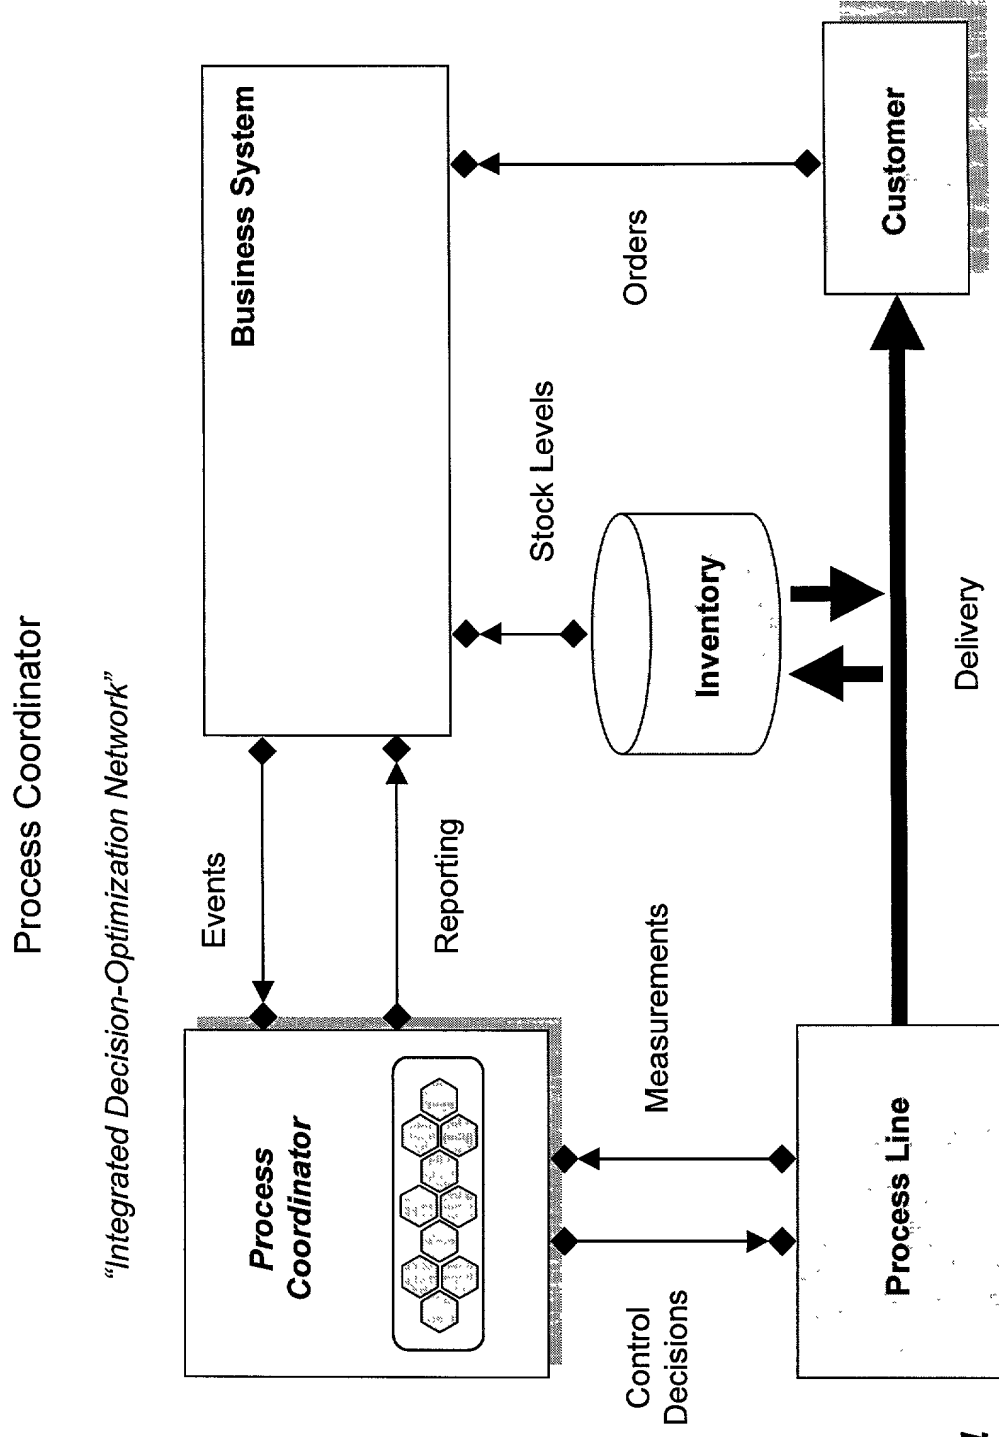 Process Coordinator
“Integrated Decision-Optimization Network”
Process
Coordinator
Events
Reporting
Business System
Control
Decisions
Measurements
Stock Levels
Orders
Inventory
Process Line
Delivery
Customer